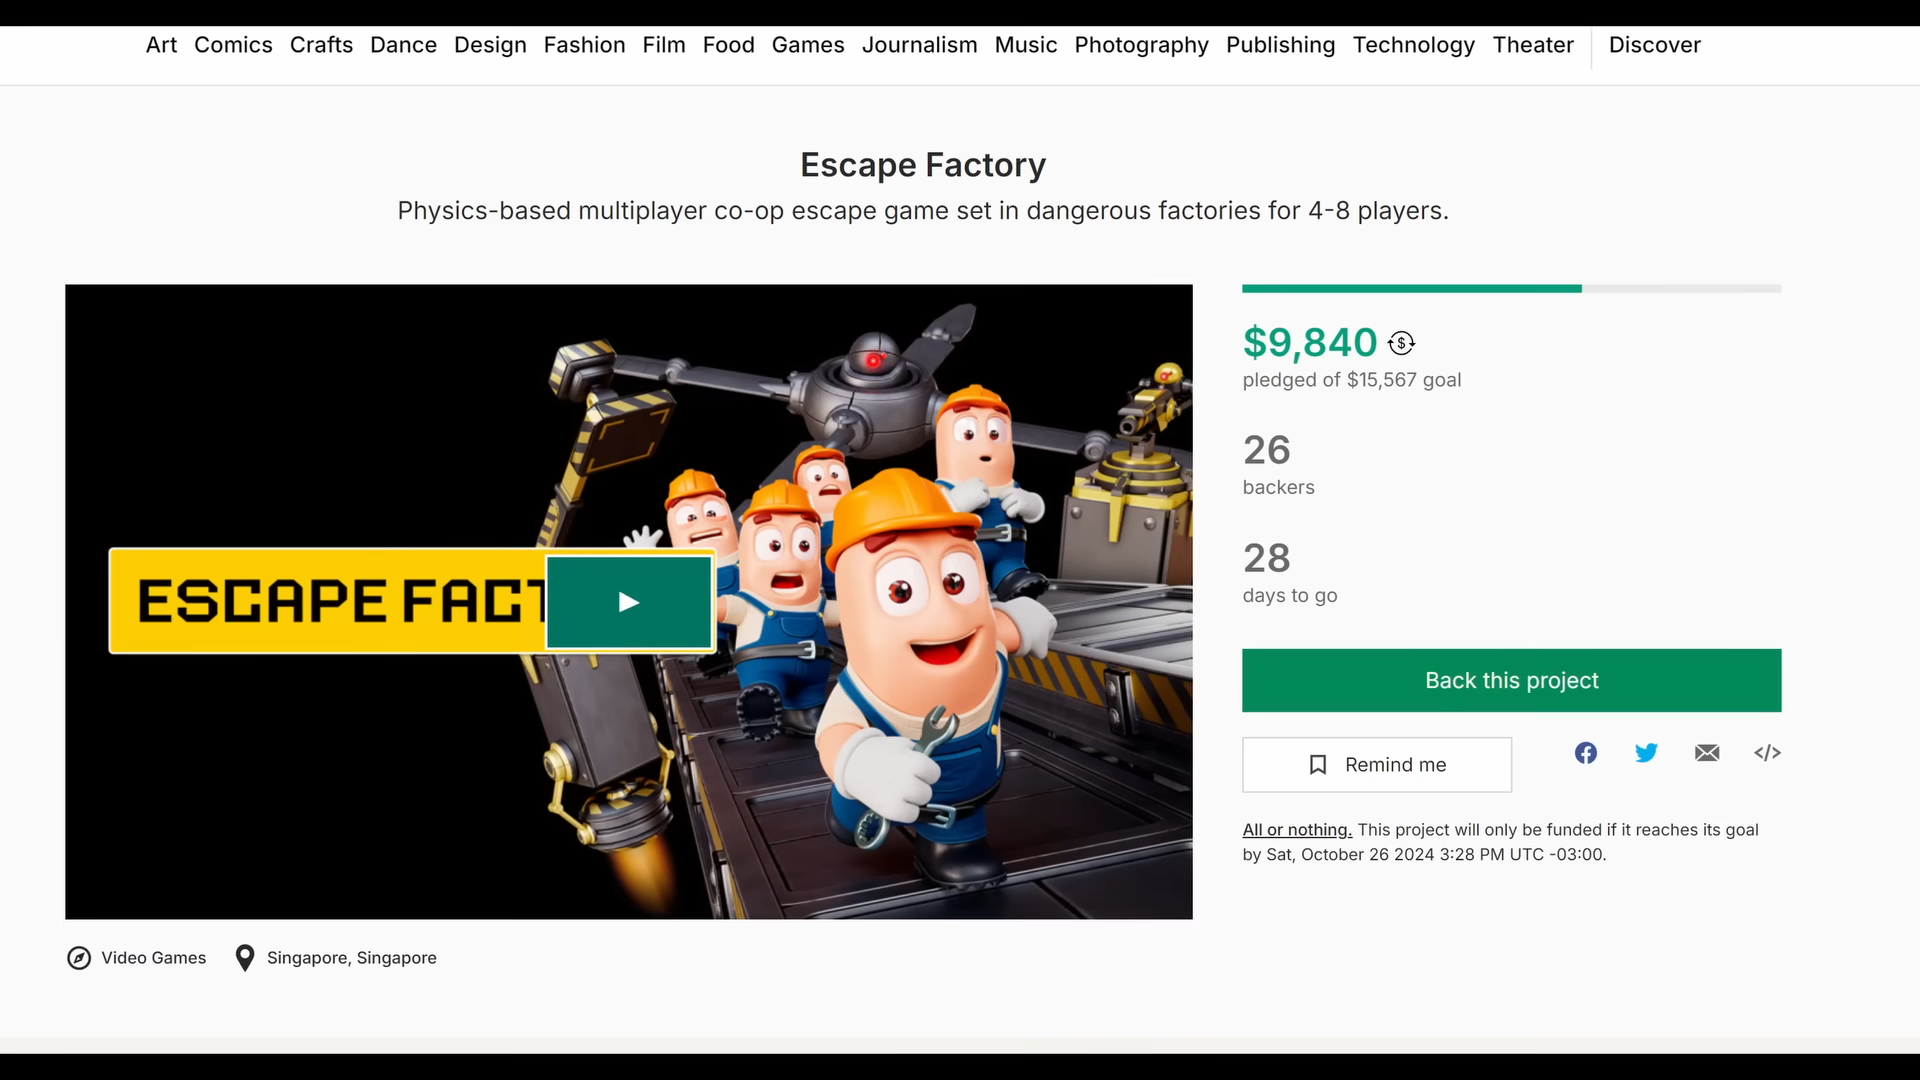 Art Comics Crafts Dance Design Fashion Film Food Games Journalism Music Photography Publishing Technology Theater Discover
Escape Factory
Physics-based multiplayer co-op escape game set in dangerous factories for 4-8 players.
ESCAPE FACT
$9,840
pledged of $15,567 goal
26
backers
28
days to go
Back this project
Remind me
All or nothing. This project will only be funded if it reaches its goal
by Sat, October 26 2024 3:28 PM UTC -03:00.
Video Games Singapore, Singapore